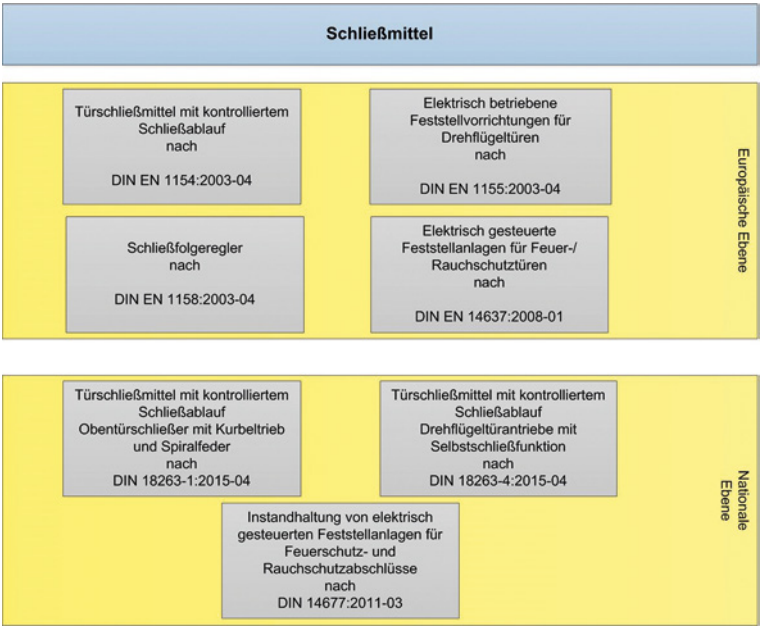 Schließmittel
Türschließmittel mit kontrolliertem
Schließablauf
nach
DIN EN 1154:2003-04
Elektrisch betriebene
Feststellvorrichtungen für
Drehflügeltüren
nach
DIN EN 1155:2003-04
Schließfolgeregler
nach
DIN EN 1158:2003-04
Elektrisch gesteuerte
Feststellanlagen für Feuer-/
Rauchschutztüren
nach
DIN EN 14637:2008-01
Europäische Ebene
Türschließmittel mit kontrolliertem
Schließablauf
Obentürschließer mit Kurbeltrieb
und Spiralfeder
nach
DIN 18263-1:2015-04
Türschließmittel mit kontrolliertem
Schließablauf
Drehflügeltürantriebe mit
Selbstschließfunktion
nach
DIN 18263-4:2015-04
Instandhaltung von elektrisch
gesteuerten Feststellanlagen für
Feuerschutz- und
Rauchschutzabschlüsse
nach
DIN 14677:2011-03
Nationale
Ebene